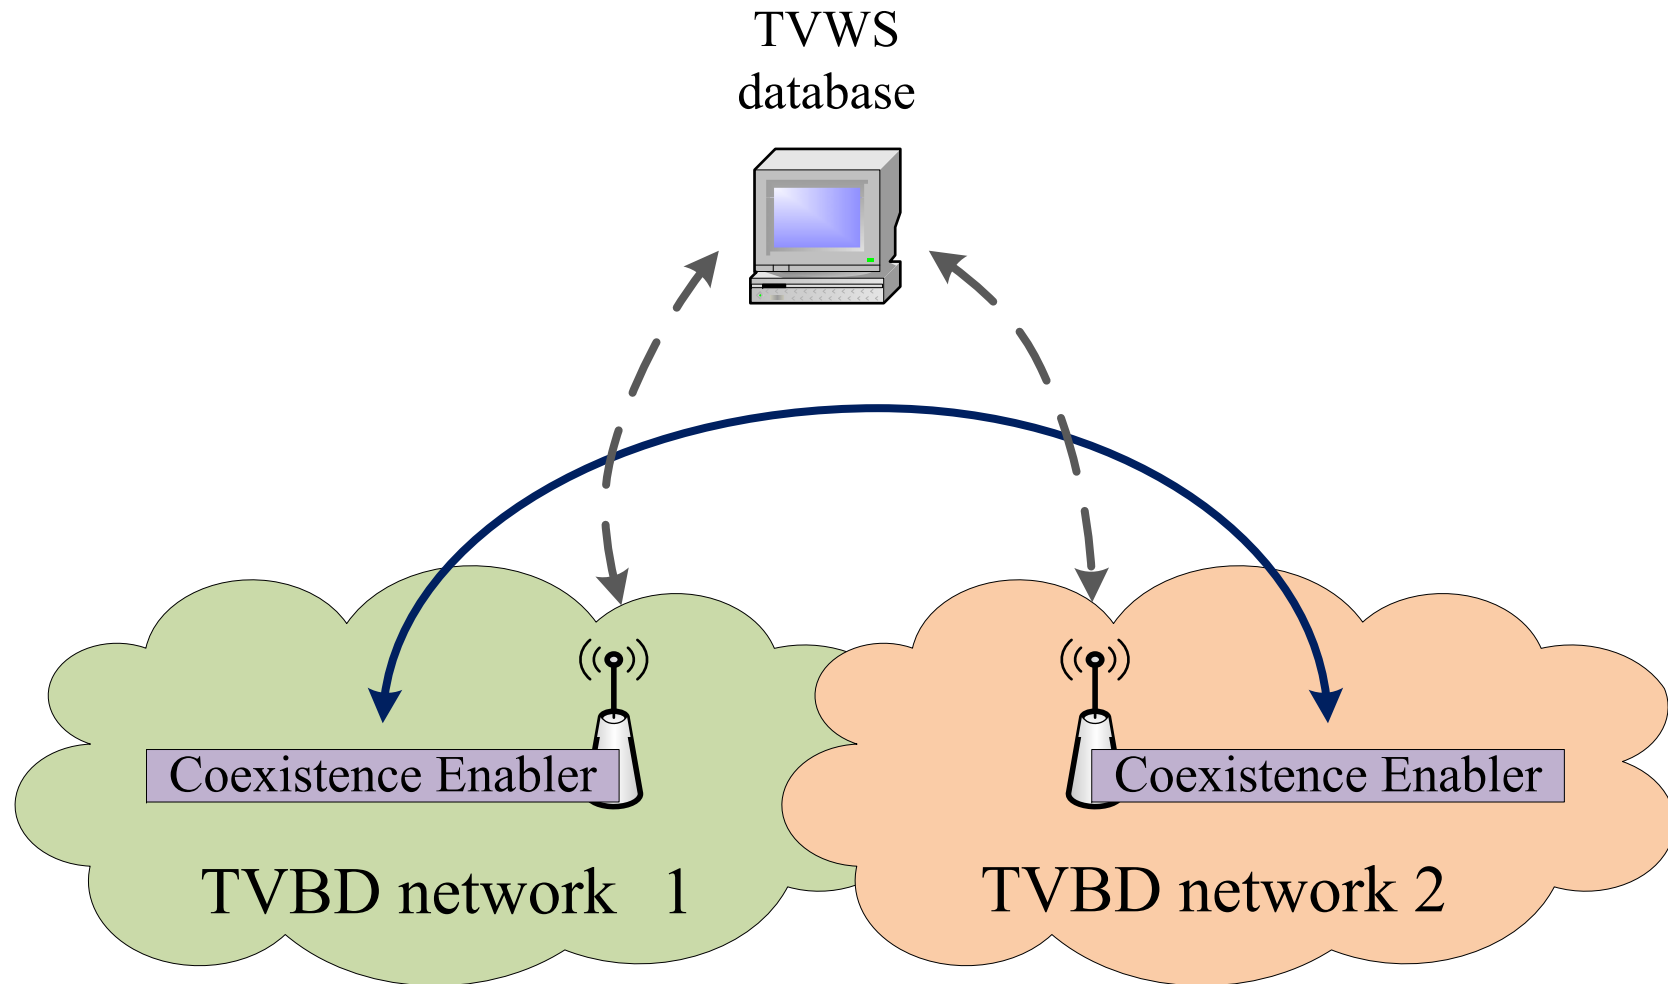 TVWS
database
Coexistence Enabler
Coexistence Enabler
TVBD network 1
TVBD network 2